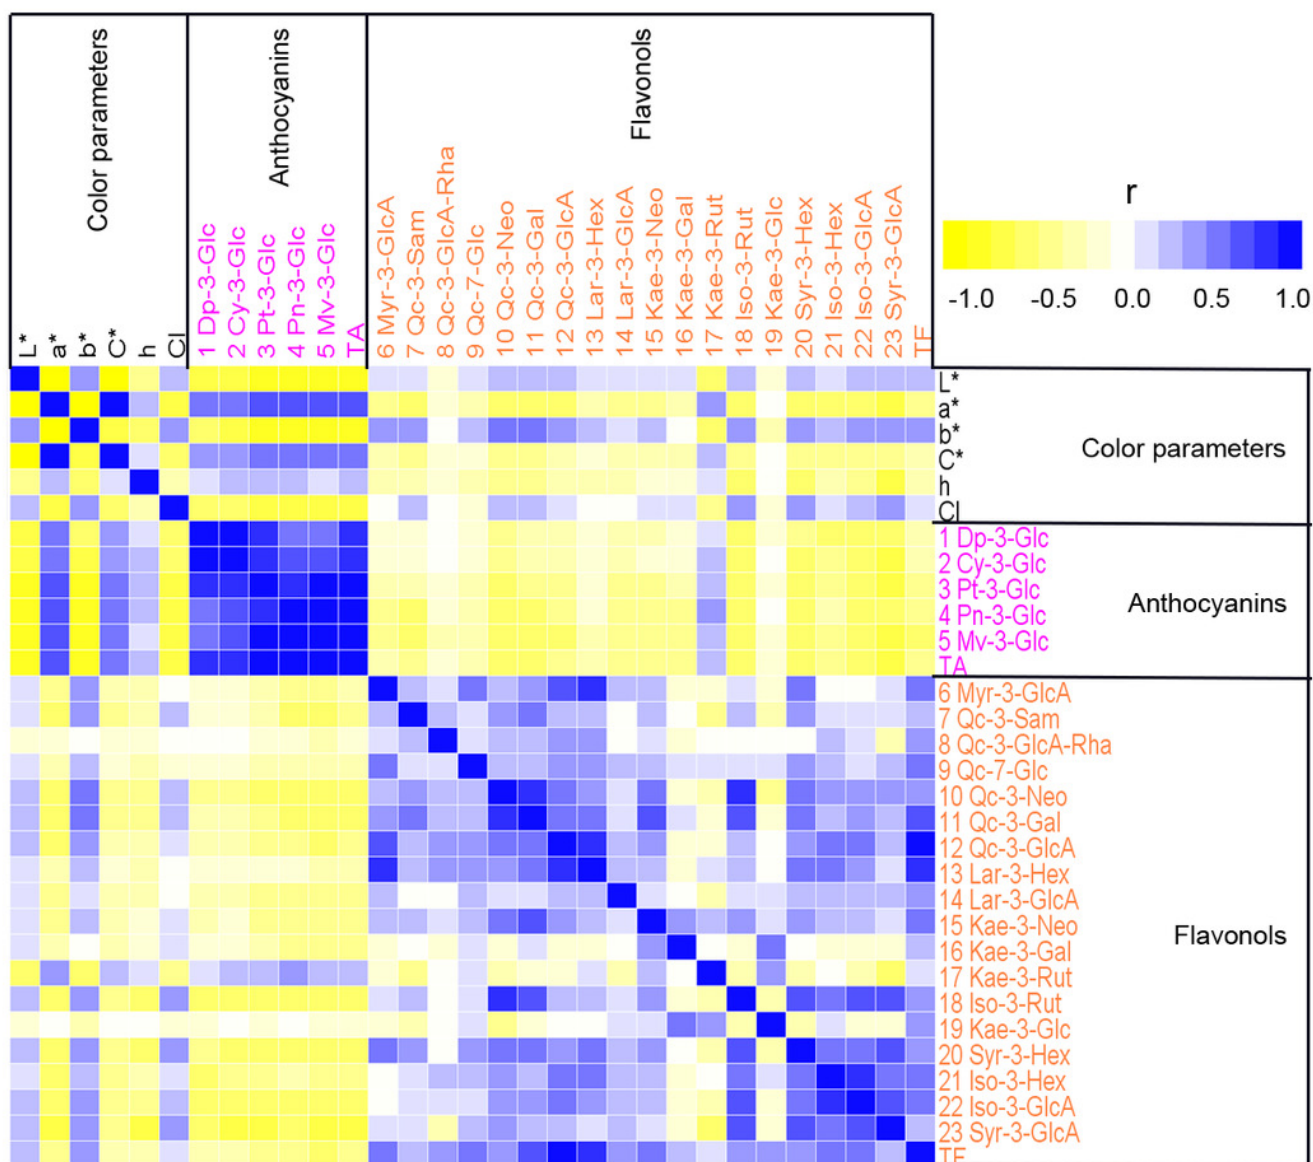 Color parameters
Anthocyanins
Flavonols
L*
a*
b*
C*
h
CI
1 Dp-3-Glc
2 Cy-3-Glc
3 Pt-3-Glc
4 Pn-3-Glc
5 Mv-3-Glc
TA
6 Myr-3-GlcA
7 Qc-3-Sam
8 Qc-3-GlcA-Rha
9 Qc-7-Glc
10 Qc-3-Neo
11 Qc-3-Gal
12 Qc-3-GlcA
13 Lar-3-Hex
14 Lar-3-GlcA
15 Kae-3-Neo
16 Kae-3-Gal
17 Kae-3-Rut
18 Iso-3-Rut
19 Kae-3-Glc
20 Syr-3-Hex
21 Iso-3-Hex
22 Iso-3-GlcA
23 Syr-3-GlcA
TF
r
-1.0 -0.5 0.0 0.5 1.0
L*
a*
b*
C*
h
CI
Color parameters
1 Dp-3-Glc
2 Cy-3-Glc
3 Pt-3-Glc
4 Pn-3-Glc
5 Mv-3-Glc
TA
Anthocyanins
6 Myr-3-GlcA
7 Qc-3-Sam
8 Qc-3-GlcA-Rha
9 Qc-7-Glc
10 Qc-3-Neo
11 Qc-3-Gal
12 Qc-3-GlcA
13 Lar-3-Hex
14 Lar-3-GlcA
15 Kae-3-Neo
16 Kae-3-Gal
17 Kae-3-Rut
18 Iso-3-Rut
19 Kae-3-Glc
20 Syr-3-Hex
21 Iso-3-Hex
22 Iso-3-GlcA
23 Syr-3-GlcA
TF
Flavonols